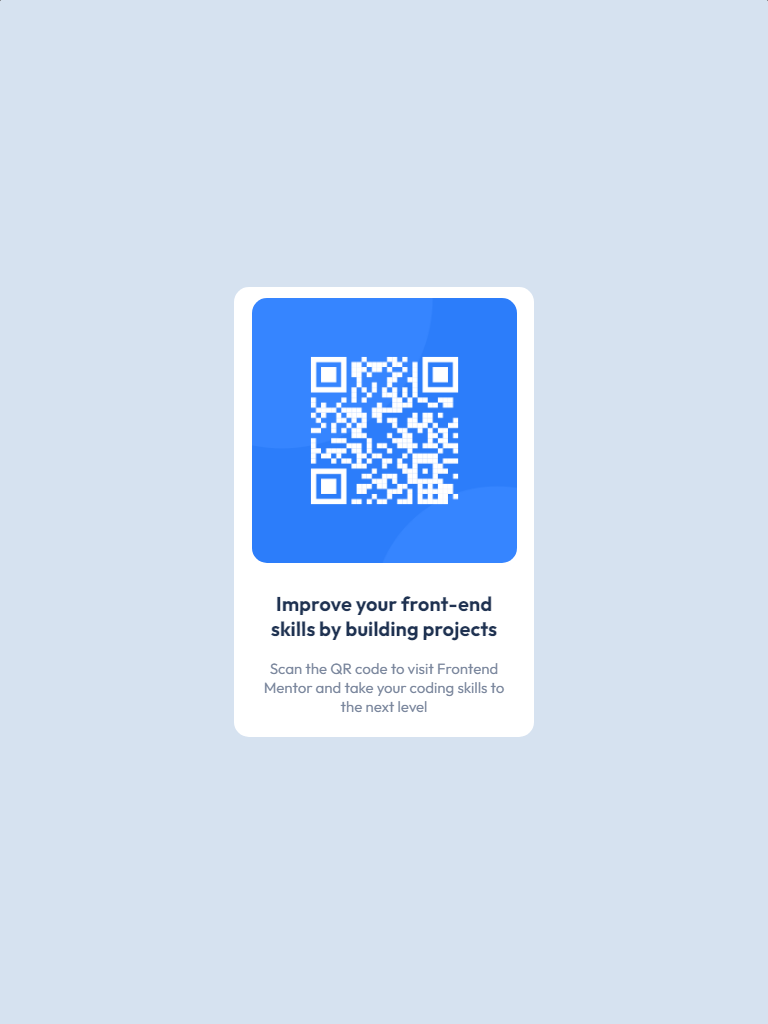 Improve your front-end
skills by building projects
Scan the QR code to visit Frontend
Mentor and take your coding skills to
the next level